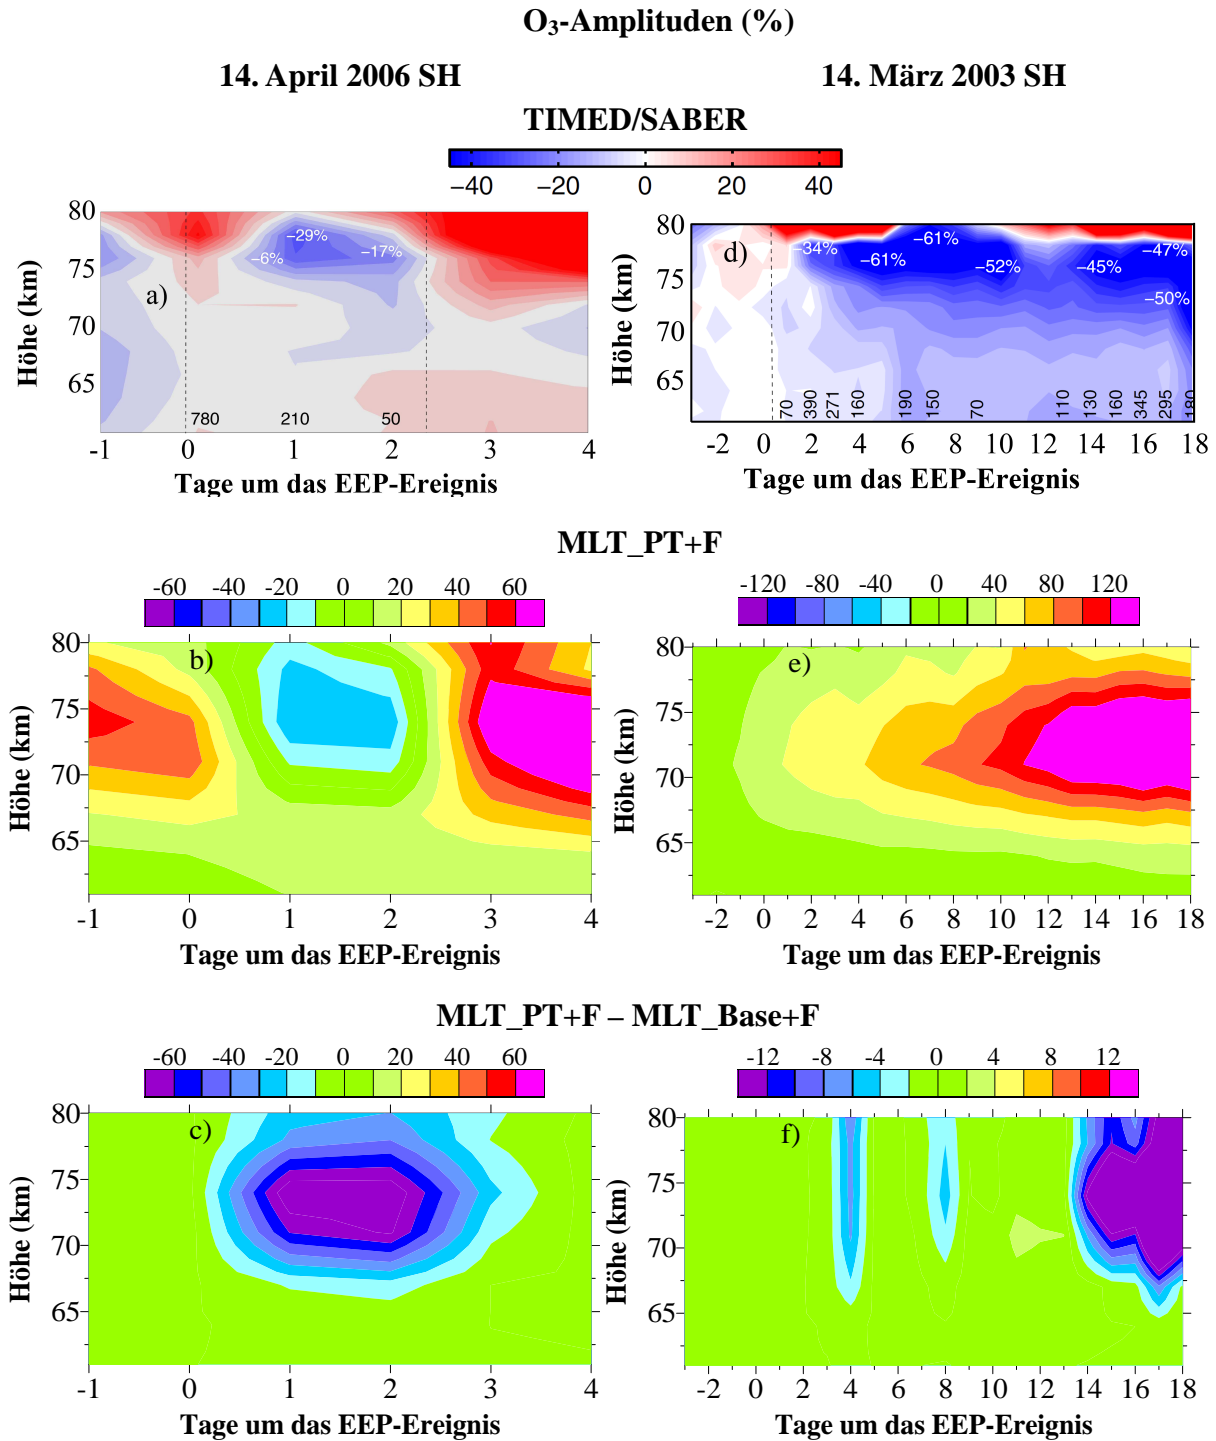 O₃-Amplituden (%)
14. April 2006 SH
14. März 2003 SH
TIMED/SABER
−40 −20 0 20 40
80
75
70
65
Höhe (km)
a)
−29%
−6%
−17%
780 210 50
-1 0 1 2 3 4
Tage um das EEP-Ereignis
80
75
70
65
Höhe (km)
d)
−34%
−61%
−61%
−52%
−45%
−47%
−50%
70 390 271 160 190 150 70 110 130 160 345 295 180
-2 0 2 4 6 8 10 12 14 16 18
Tage um das EEP-Ereignis
MLT_PT+F
-60 -40 -20 0 20 40 60
80
75
70
65
Höhe (km)
b)
-1 0 1 2 3 4
Tage um das EEP-Ereignis
-120 -80 -40 0 40 80 120
80
75
70
65
Höhe (km)
e)
-2 0 2 4 6 8 10 12 14 16 18
Tage um das EEP-Ereignis
MLT_PT+F – MLT_Base+F
-60 -40 -20 0 20 40 60
80
75
70
65
Höhe (km)
c)
-1 0 1 2 3 4
Tage um das EEP-Ereignis
-12 -8 -4 0 4 8 12
80
75
70
65
Höhe (km)
f)
-2 0 2 4 6 8 10 12 14 16 18
Tage um das EEP-Ereignis